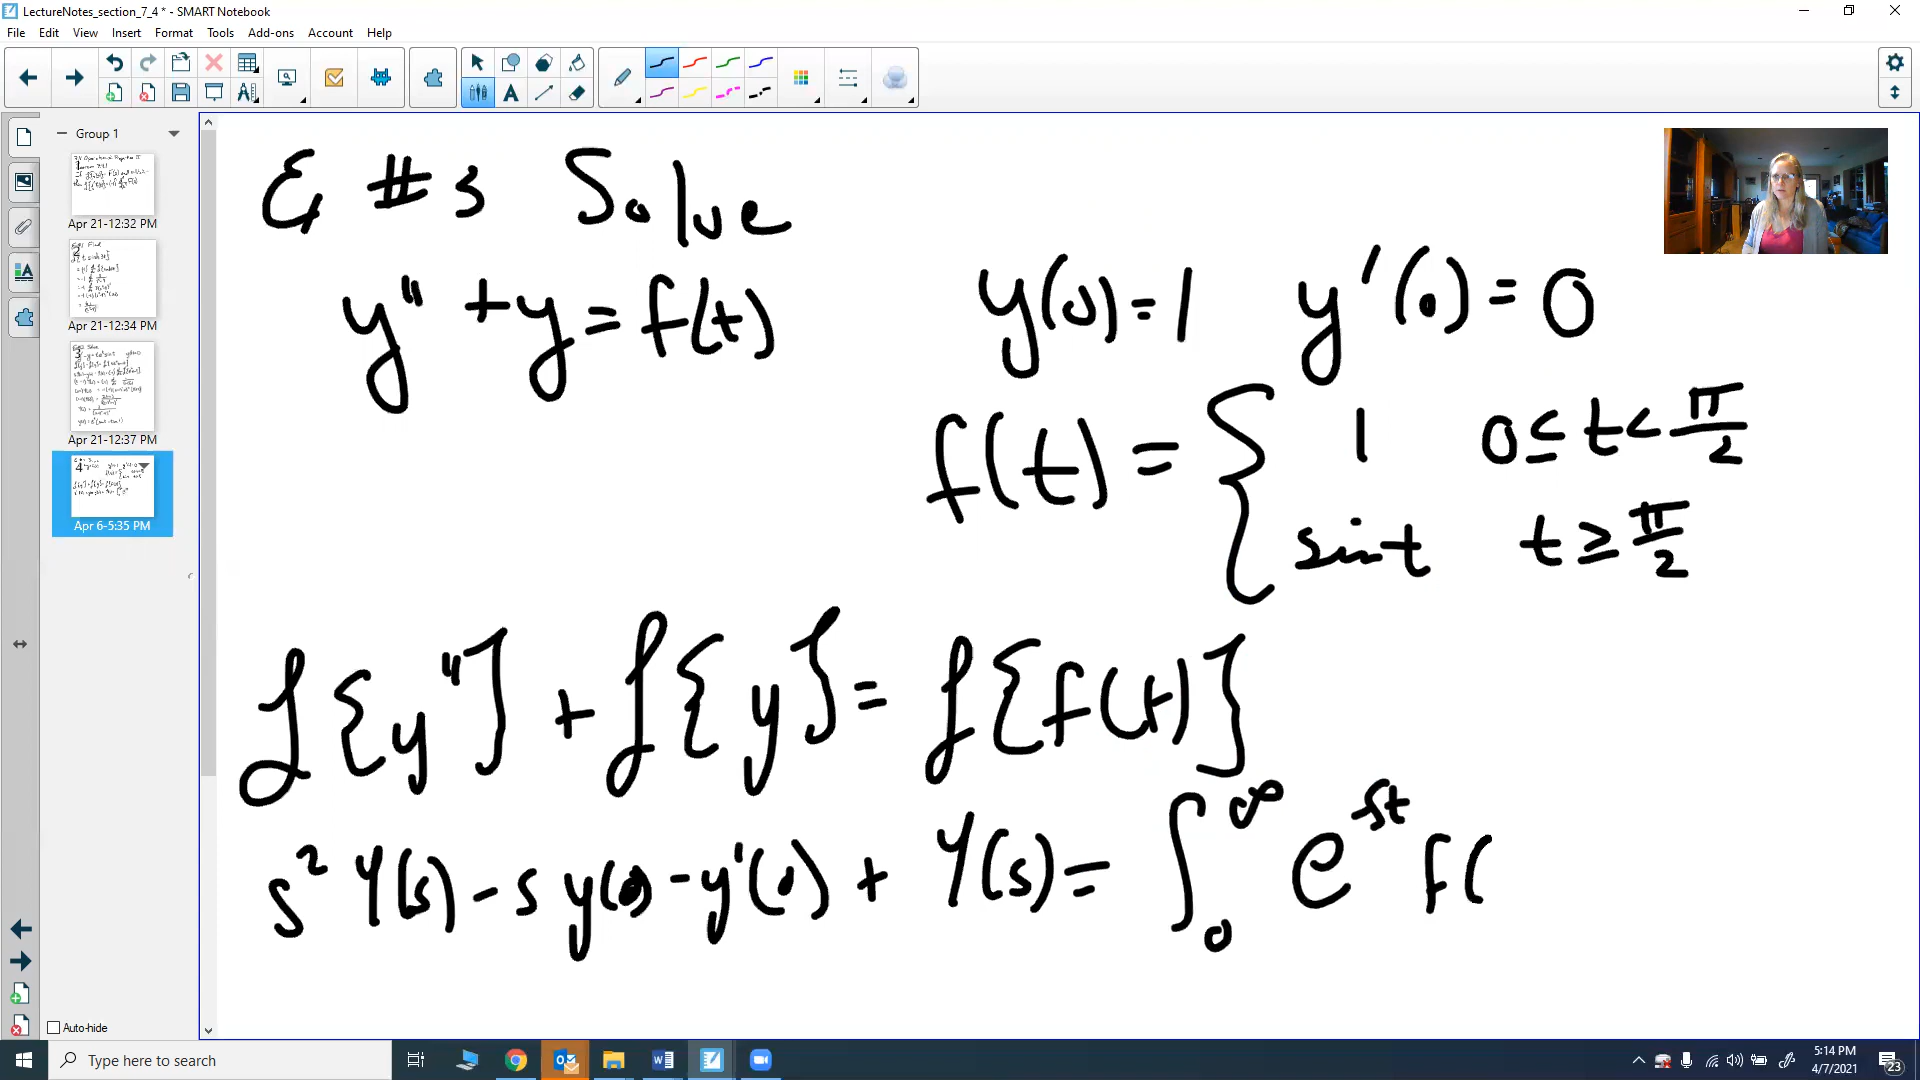 LectureNotes_section_7_4 * - SMART Notebook
File Edit View Insert Format Tools Add-ons Account Help
Group 1
Apr 21-12:32 PM
Apr 21-12:34 PM
Apr 21-12:37 PM
4
Apr 6-5:35 PM
Auto-hide
Ex #3 Solve
y'' + y = f(t) y(0)=1 y'(0)=0
f(t) = { 1 0 ≤ t < π/2
sin t t ≥ π/2
ℒ{y''} + ℒ{y} = ℒ{f(t)}
s² Y(s) - s y(0) - y'(0) + Y(s) = ∫₀^∞ e^-st f(
Type here to search
5:14 PM
4/7/2021
23